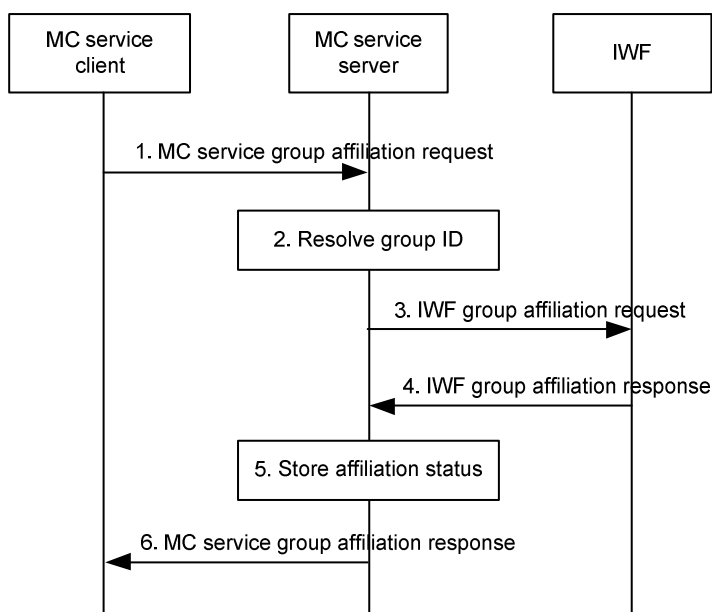 MC service
client
MC service
server
IWF
1. MC service group affiliation request
2. Resolve group ID
3. IWF group affiliation request
4. IWF group affiliation response
5. Store affiliation status
6. MC service group affiliation response